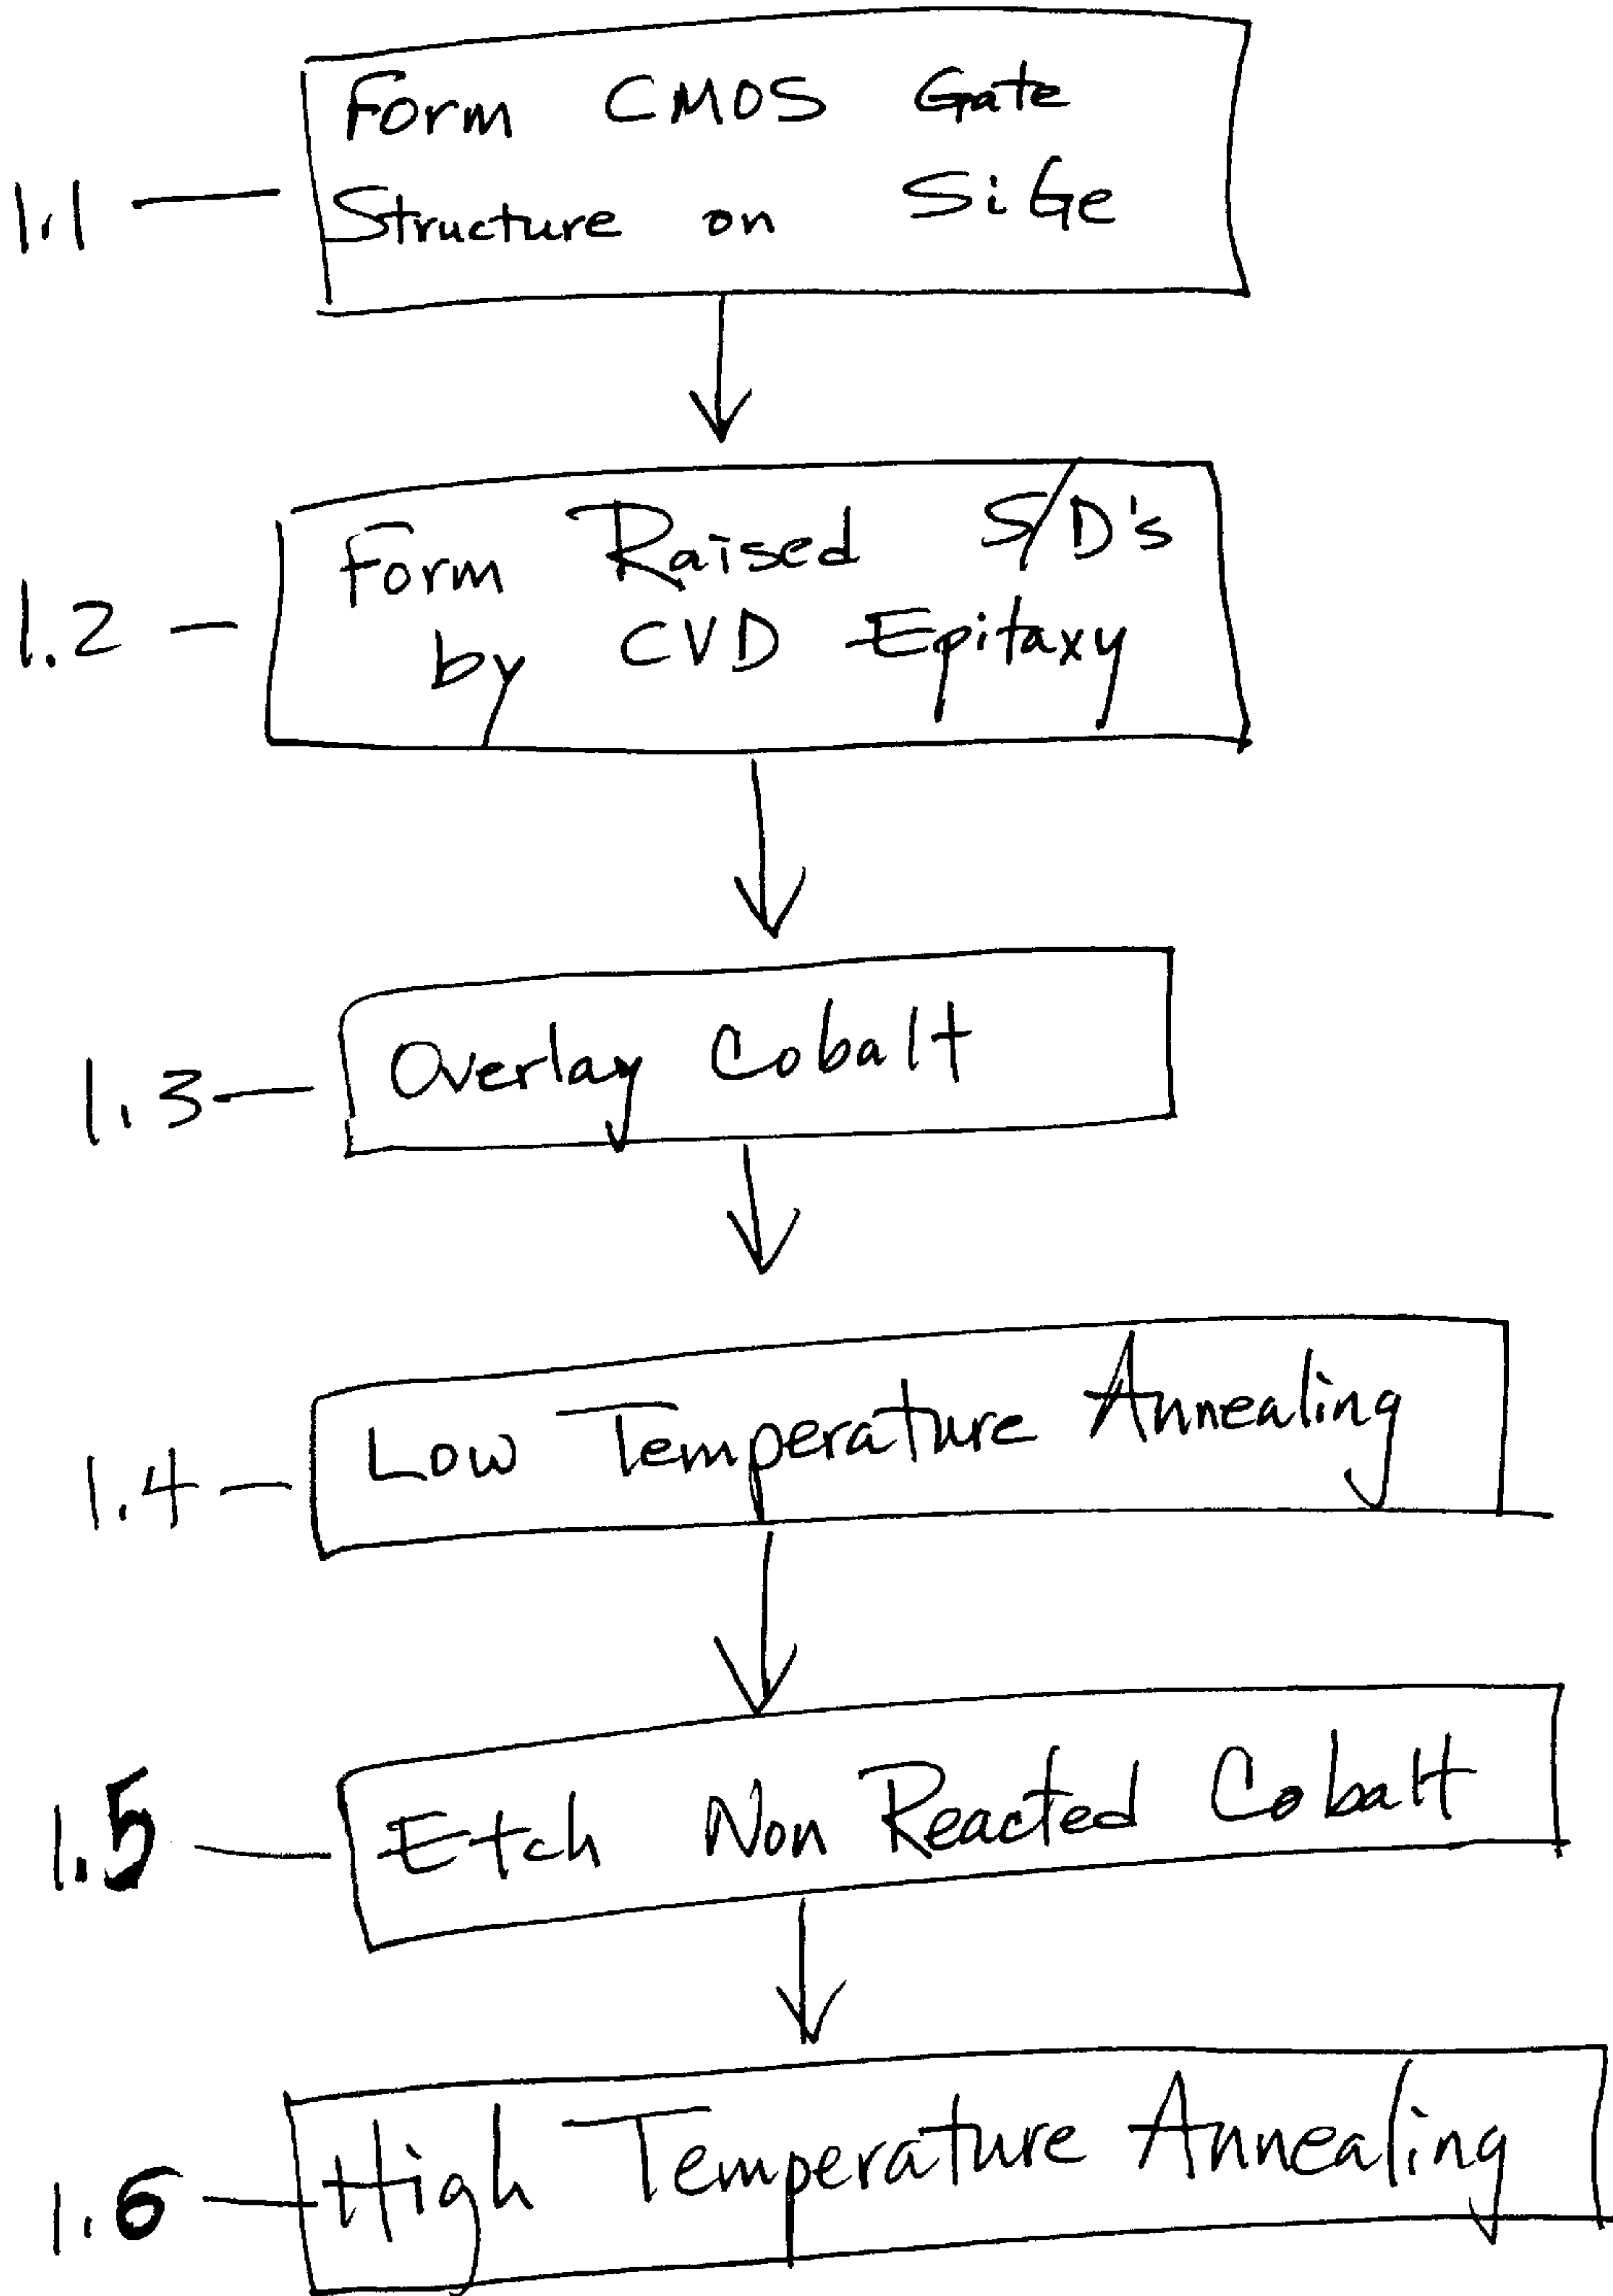 Form CMOS Gate
1.1
Structure on SiGe
Form Raised S/D's
1.2
by CVD Epitaxy
1.3 Overlay Cobalt
1.4 Low Temperature Annealing
1.5 Etch Non Reacted Cobalt
1.6 High Temperature Annealing